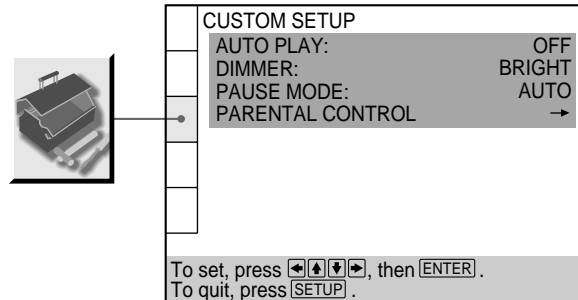 CUSTOM SETUP
AUTO PLAY: OFF
DIMMER: BRIGHT
PAUSE MODE: AUTO
PARENTAL CONTROL →
To set, press ←↑↓→, then ENTER.
To quit, press SETUP.